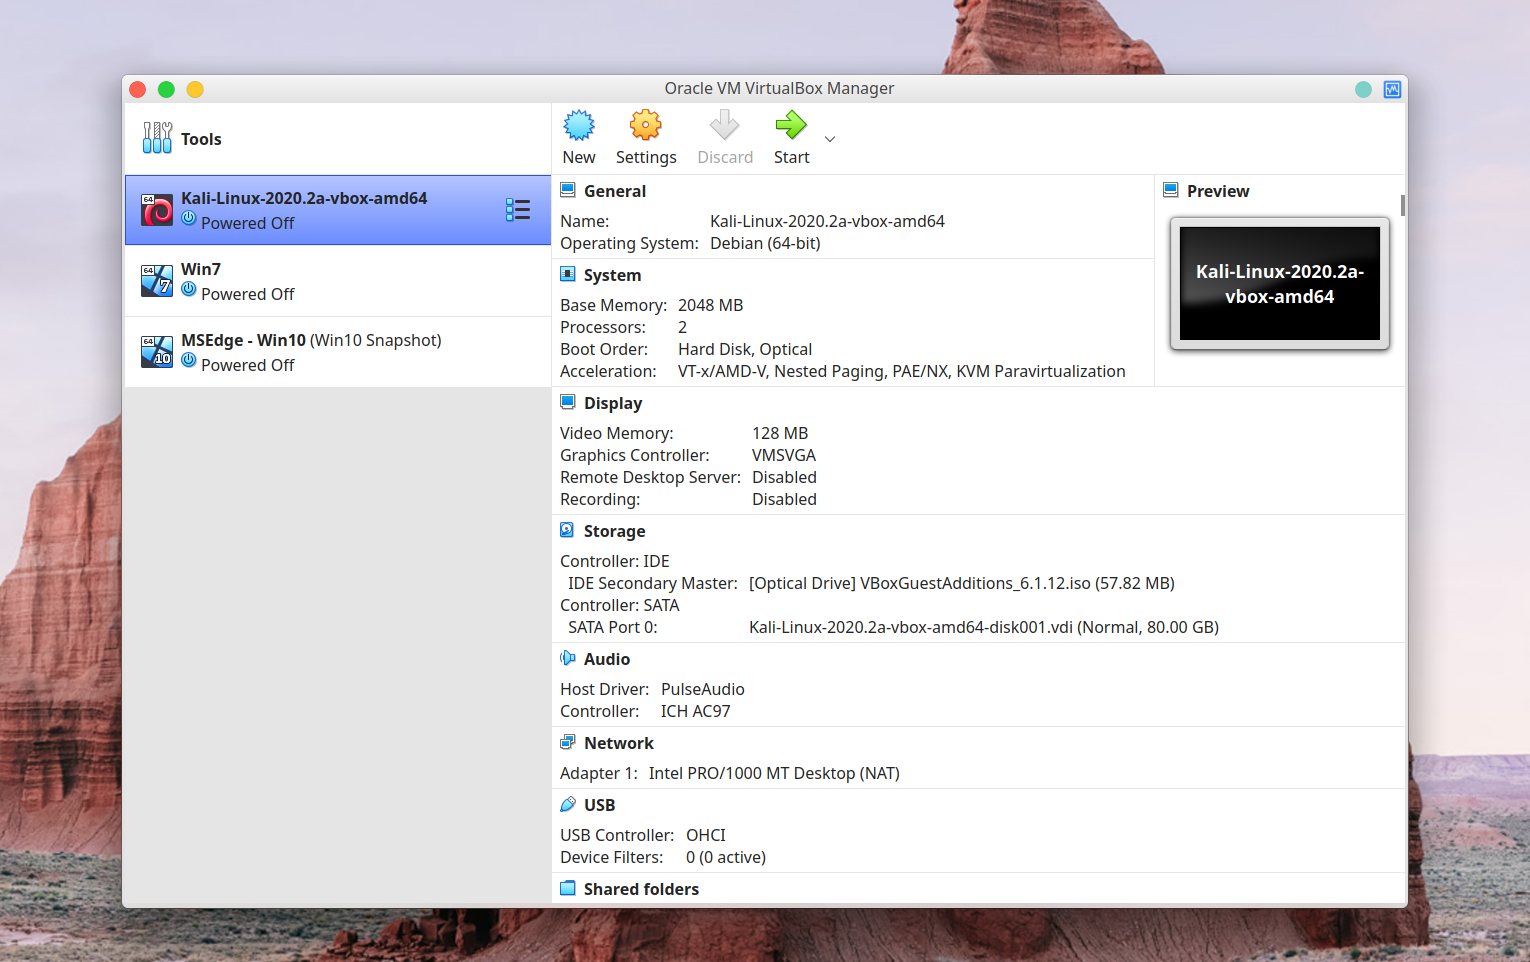 Oracle VM VirtualBox Manager
Tools
New Settings Discard Start
64
Kali-Linux-2020.2a-vbox-amd64
Powered Off
64
7
Win7
Powered Off
64
10
MSEdge - Win10 (Win10 Snapshot)
Powered Off
General
Name: Kali-Linux-2020.2a-vbox-amd64
Operating System: Debian (64-bit)
System
Base Memory: 2048 MB
Processors: 2
Boot Order: Hard Disk, Optical
Acceleration: VT-x/AMD-V, Nested Paging, PAE/NX, KVM Paravirtualization
Preview
Kali-Linux-2020.2a-
vbox-amd64
Display
Video Memory: 128 MB
Graphics Controller: VMSVGA
Remote Desktop Server: Disabled
Recording: Disabled
Storage
Controller: IDE
IDE Secondary Master: [Optical Drive] VBoxGuestAdditions_6.1.12.iso (57.82 MB)
Controller: SATA
SATA Port 0: Kali-Linux-2020.2a-vbox-amd64-disk001.vdi (Normal, 80.00 GB)
Audio
Host Driver: PulseAudio
Controller: ICH AC97
Network
Adapter 1: Intel PRO/1000 MT Desktop (NAT)
USB
USB Controller: OHCI
Device Filters: 0 (0 active)
Shared folders